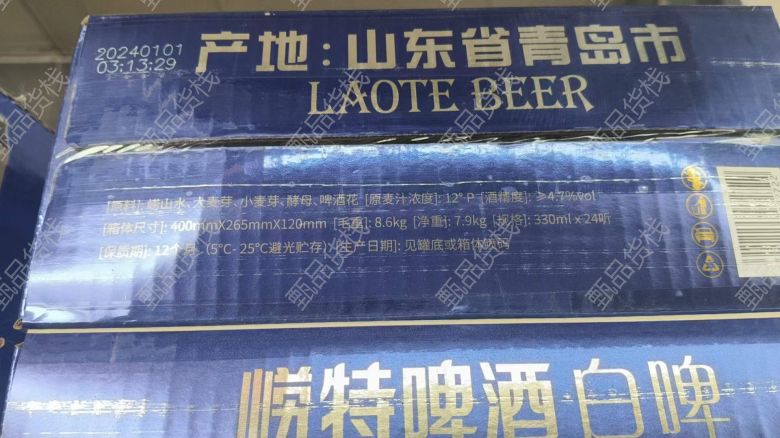 20240101
03:13:29
产地:山东省青岛市
LAOTE BEER
[原料]: 崂山水、大麦芽、小麦芽、酵母、啤酒花 [原麦汁浓度]: 12° P [酒精度]: ≥4.7%vol
[箱体尺寸]: 400mmX265mmX120mm [毛重]: 8.6kg [净重]: 7.9kg [规格]: 330ml x 24听
[保质期]: 12个月 (5℃- 25℃避光贮存) [生产日期]: 见罐底或箱体喷码
崂特啤酒 白啤
甄品货栈